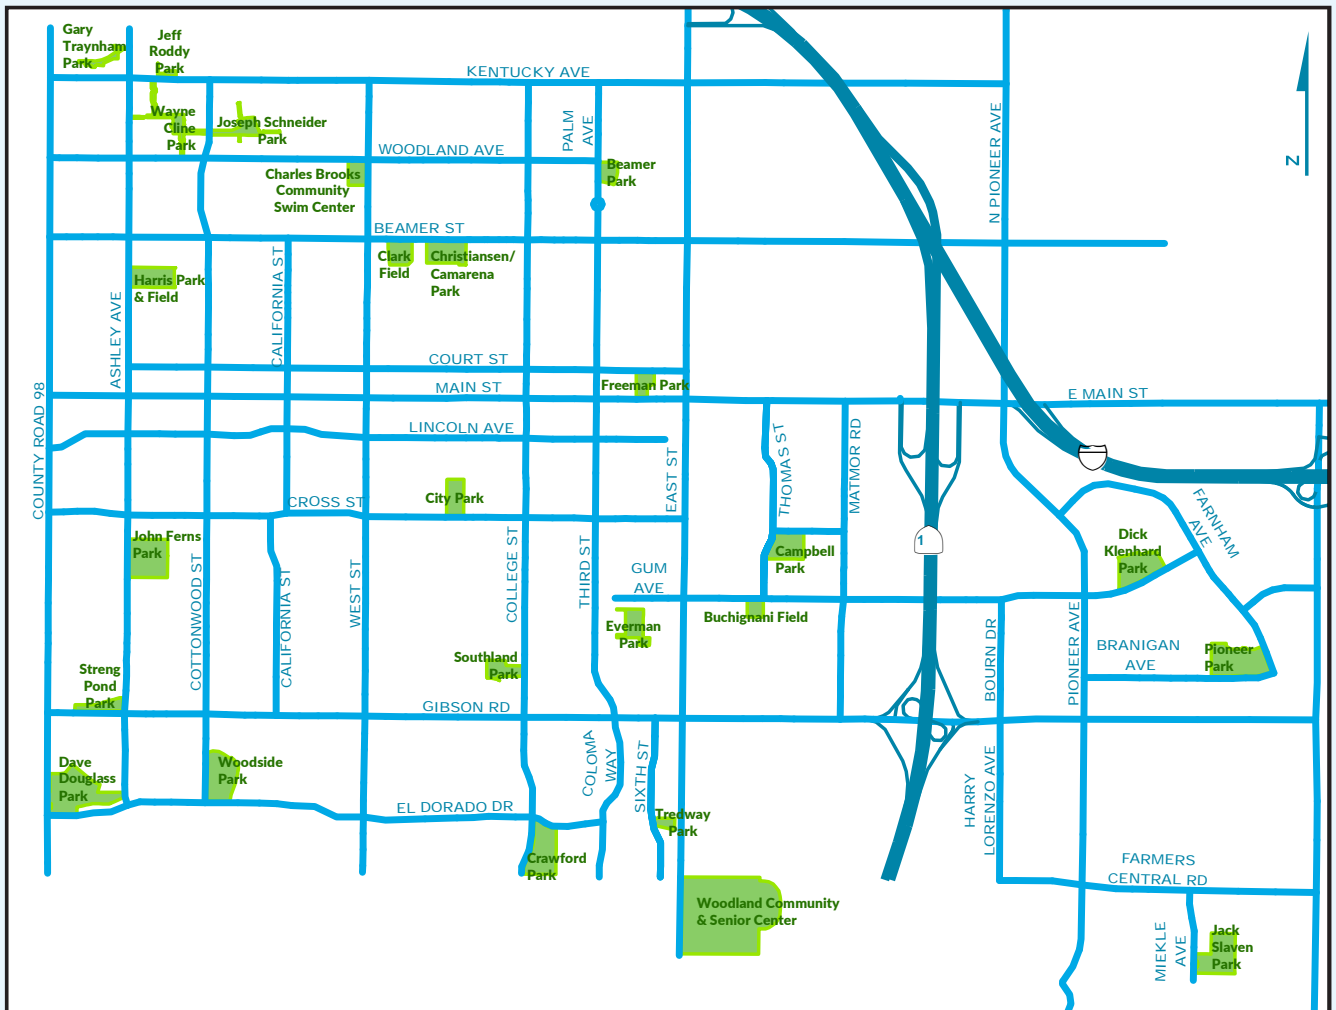 Gary
Traynham
Park
Jeff
Roddy
Park
KENTUCKY AVE
Wayne
Cline
Park
Joseph Schneider
Park
PALM
AVE
N PIONEER AVE
N
WOODLAND AVE
Charles Brooks
Community
Swim Center
Beamer
Park
BEAMER ST
Clark
Field
Christiansen/
Camarena
Park
Harris Park
& Field
CALIFORNIA ST
ASHLEY AVE
COURT ST
MAIN ST
Freeman Park
E MAIN ST
COUNTY ROAD 98
LINCOLN AVE
EAST ST
THOMAS ST
MATMOR RD
CROSS ST
City Park
FARNHAM
AVE
John Ferns
Park
COTTONWOOD ST
CALIFORNIA ST
WEST ST
COLLEGE ST
THIRD ST
1
Campbell
Park
Dick
Klenhard
Park
GUM
AVE
Buchignani Field
Everman
Park
BOURN DR
PIONEER AVE
BRANIGAN
AVE
Pioneer
Park
Southland
Park
Streng
Pond
Park
GIBSON RD
COLOMA
WAY
SIXTH ST
Dave
Douglass
Park
Woodside
Park
HARRY
LORENZO AVE
EL DORADO DR
Tredway
Park
Crawford
Park
FARMERS
CENTRAL RD
Woodland Community
& Senior Center
MIEKLE
AVE
Jack
Slaven
Park